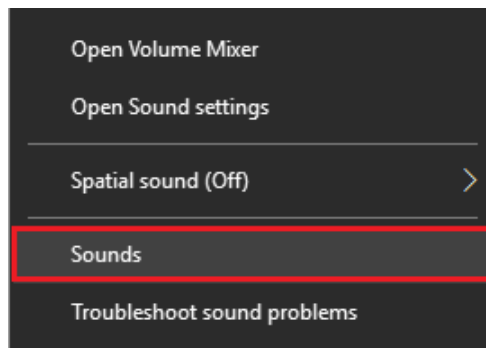 Open Volume Mixer
Open Sound settings
Spatial sound (Off)
Sounds
Troubleshoot sound problems